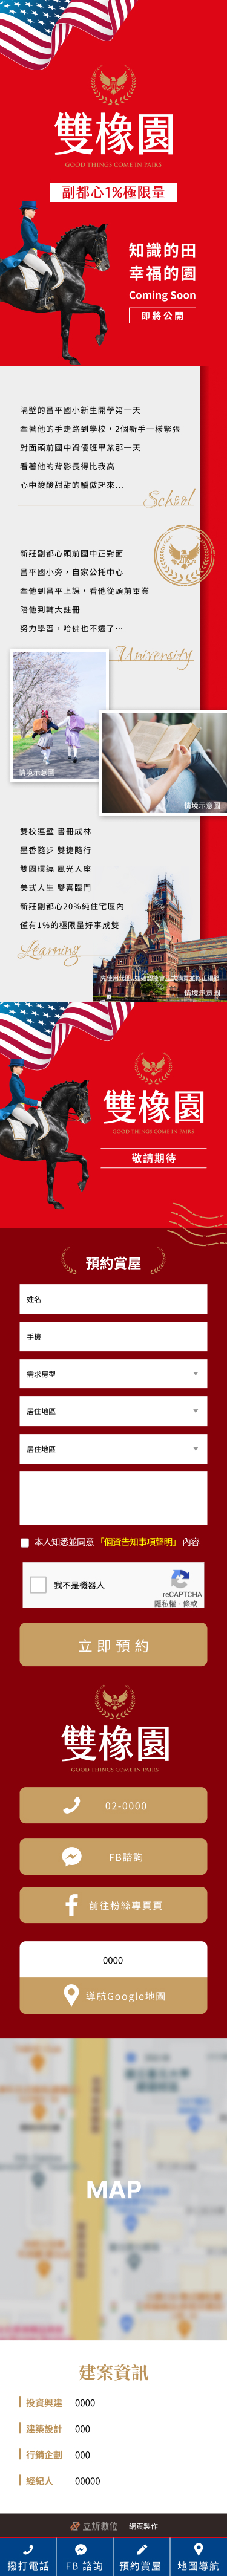 雙橡園
GOOD THINGS COME IN PAIRS
副都心1%極限量
知識的田
幸福的園
Coming Soon
即將公開
隔壁的昌平國小新生開學第一天
牽著他的手走路到學校，2個新手一樣緊張
對面頭前國中資優班畢業那一天
看著他的背影長得比我高
心中酸酸甜甜的驕傲起來...
School
新莊副都心頭前國中正對面
昌平國小旁，自家公托中心
牽他到昌平上課，看他從頭前畢業
陪他到輔大註冊
努力學習，哈佛也不遠了⋯
University
情境示意圖
情境示意圖
雙校連璧 書冊成林
墨香隨步 雙捷隨行
雙園環繞 風光入座
美式人生 雙喜臨門
新莊副都心20%純住宅區內
僅有1%的極限量好事成雙
Learning
情境示意圖
雙橡園
GOOD THINGS COME IN PAIRS
敬請期待
預約賞屋
姓名
手機
需求房型
居住地區
居住地區
本人知悉並同意「個資告知事項聲明」內容
我不是機器人
reCAPTCHA
隱私權 - 條款
立即預約
雙橡園
GOOD THINGS COME IN PAIRS
02-0000
FB諮詢
前往粉絲專頁頁
0000
導航Google地圖
MAP
建案資訊
投資興建 0000
建築設計 000
行銷企劃 000
經紀人 00000
立炘數位 網頁製作
撥打電話 FB 諮詢 預約賞屋 地圖導航